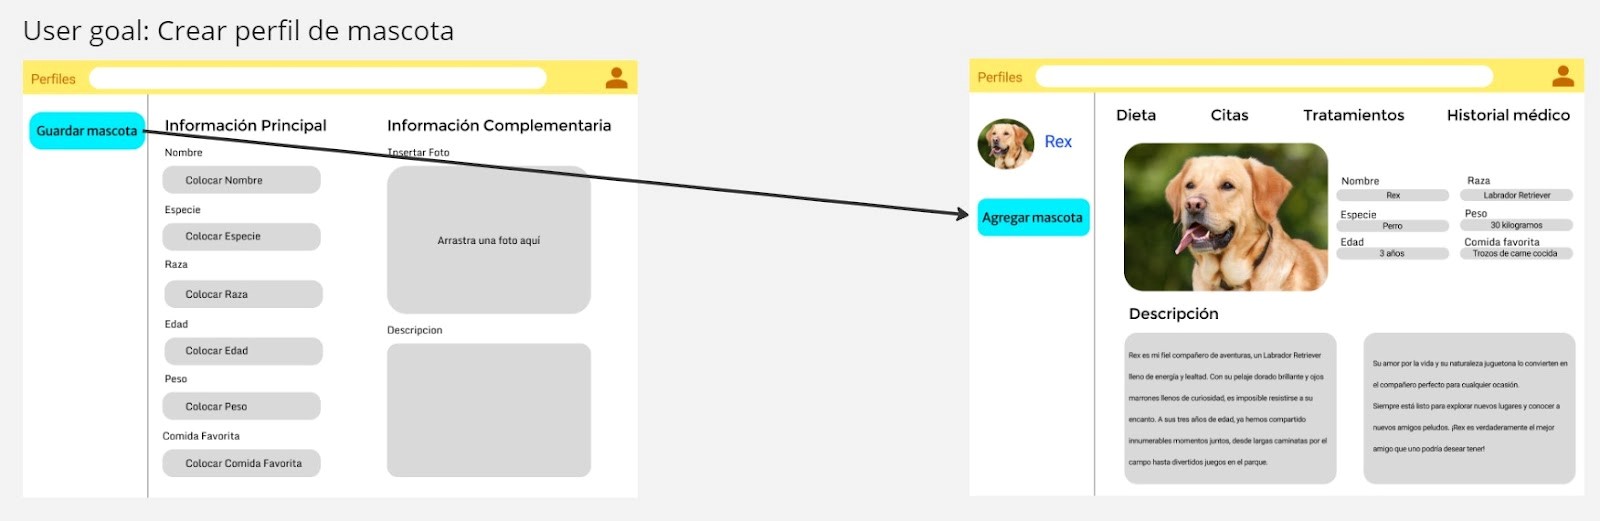 User goal: Crear perfil de mascota
Perfiles
Guardar mascota
Información Principal
Nombre
Colocar Nombre
Especie
Colocar Especie
Raza
Colocar Raza
Edad
Colocar Edad
Peso
Colocar Peso
Comida Favorita
Colocar Comida Favorita
Información Complementaria
Insertar Foto
Arrastra una foto aquí
Descripcion
Perfiles
Rex
Agregar mascota
Dieta
Citas
Tratamientos
Historial médico
Nombre
Rex
Raza
Labrador Retriever
Especie
Perro
Peso
30 kilogramos
Edad
3 años
Comida favorita
Trozos de carne cocida
Descripción
Rex es mi fiel compañero de aventuras, un Labrador Retriever
lleno de energía y lealtad. Con su pelaje dorado brillante y ojos
marrones llenos de curiosidad, es imposible resistirse a su
encanto. A sus tres años de edad, ya hemos compartido
innumerables momentos juntos, desde largas caminatas por el
campo hasta divertidos juegos en el parque.
Su amor por la vida y su naturaleza juguetona lo convierten en
el compañero perfecto para cualquier ocasión.
Siempre está listo para explorar nuevos lugares y conocer a
nuevos amigos peludos. ¡Rex es verdaderamente el mejor
amigo que uno podría desear tener!